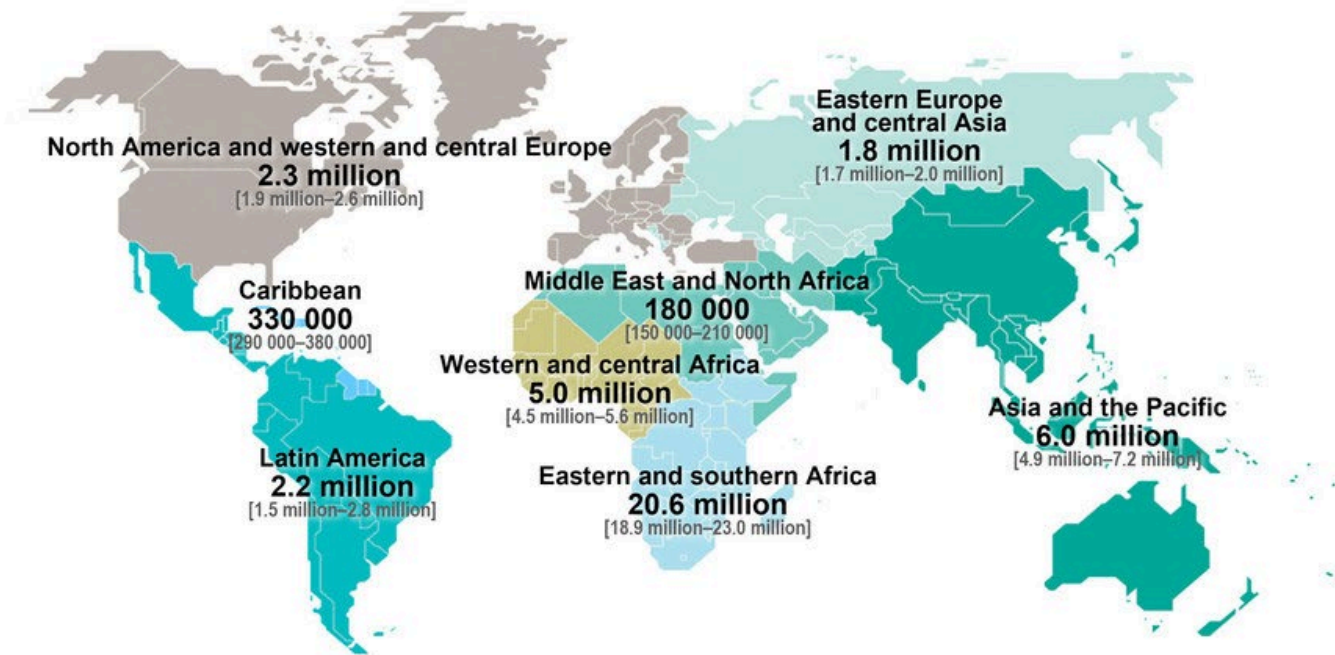 Eastern Europe
and central Asia
1.8 million
[1.7 million–2.0 million]
North America and western and central Europe
2.3 million
[1.9 million–2.6 million]
Middle East and North Africa
180 000
[150 000–210 000]
Caribbean
330 000
[290 000–380 000]
Western and central Africa
5.0 million
[4.5 million–5.6 million]
Asia and the Pacific
6.0 million
[4.9 million–7.2 million]
Latin America
2.2 million
[1.5 million–2.8 million]
Eastern and southern Africa
20.6 million
[18.9 million–23.0 million]